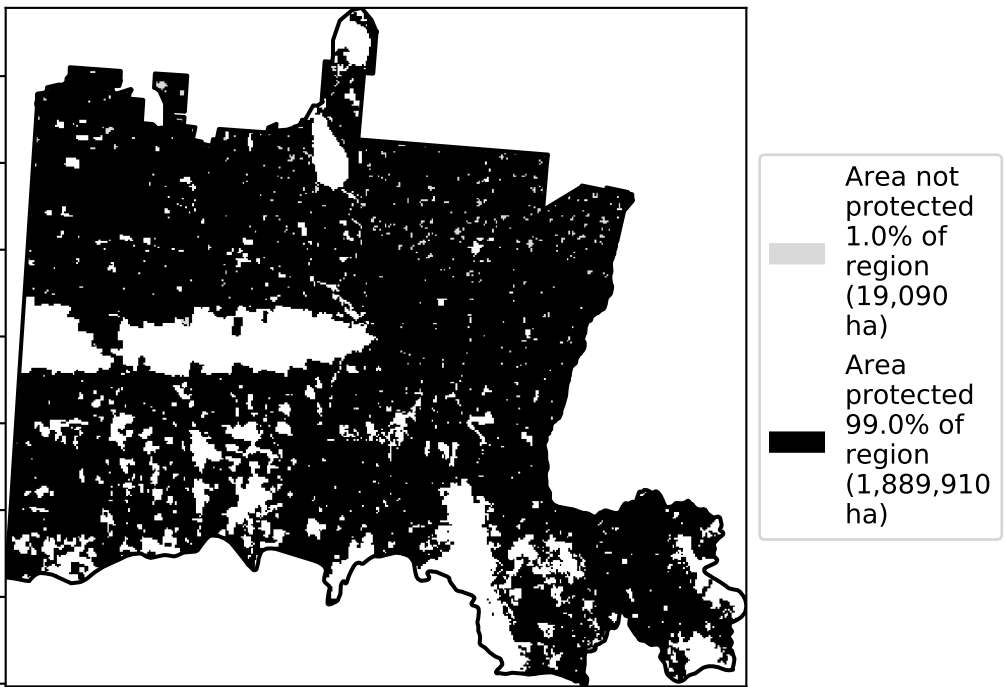 Area not
protected
1.0% of
region
(19,090
ha)
Area
protected
99.0% of
region
(1,889,910
ha)